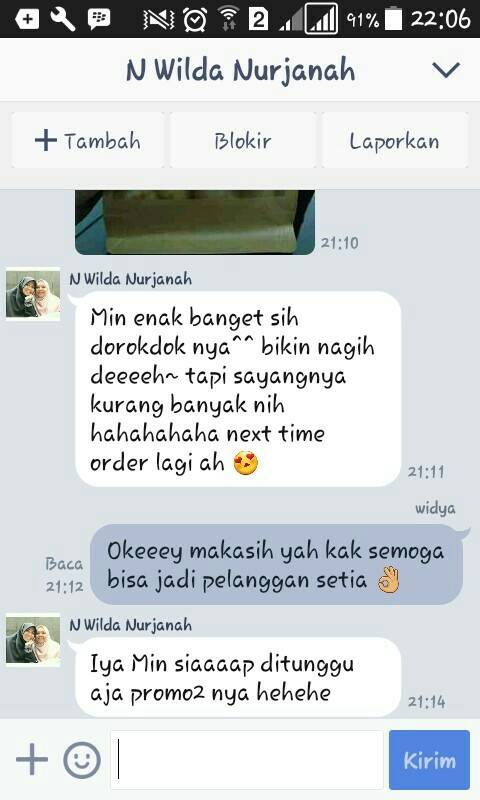 2
91%
22:06
N Wilda Nurjanah
+ Tambah
Blokir
Laporkan
21:10
N Wilda Nurjanah
Min enak banget sih
dorokdok nya^^ bikin nagih
deeeeh~ tapi sayangnya
kurang banyak nih
hahahahaha next time
order lagi ah 😍
21:11
widya
Okeeey makasih yah kak semoga
bisa jadi pelanggan setia 👌
Baca
21:12
N Wilda Nurjanah
Iya Min siaaaap ditunggu
aja promo2 nya hehehe
21:14
Kirim